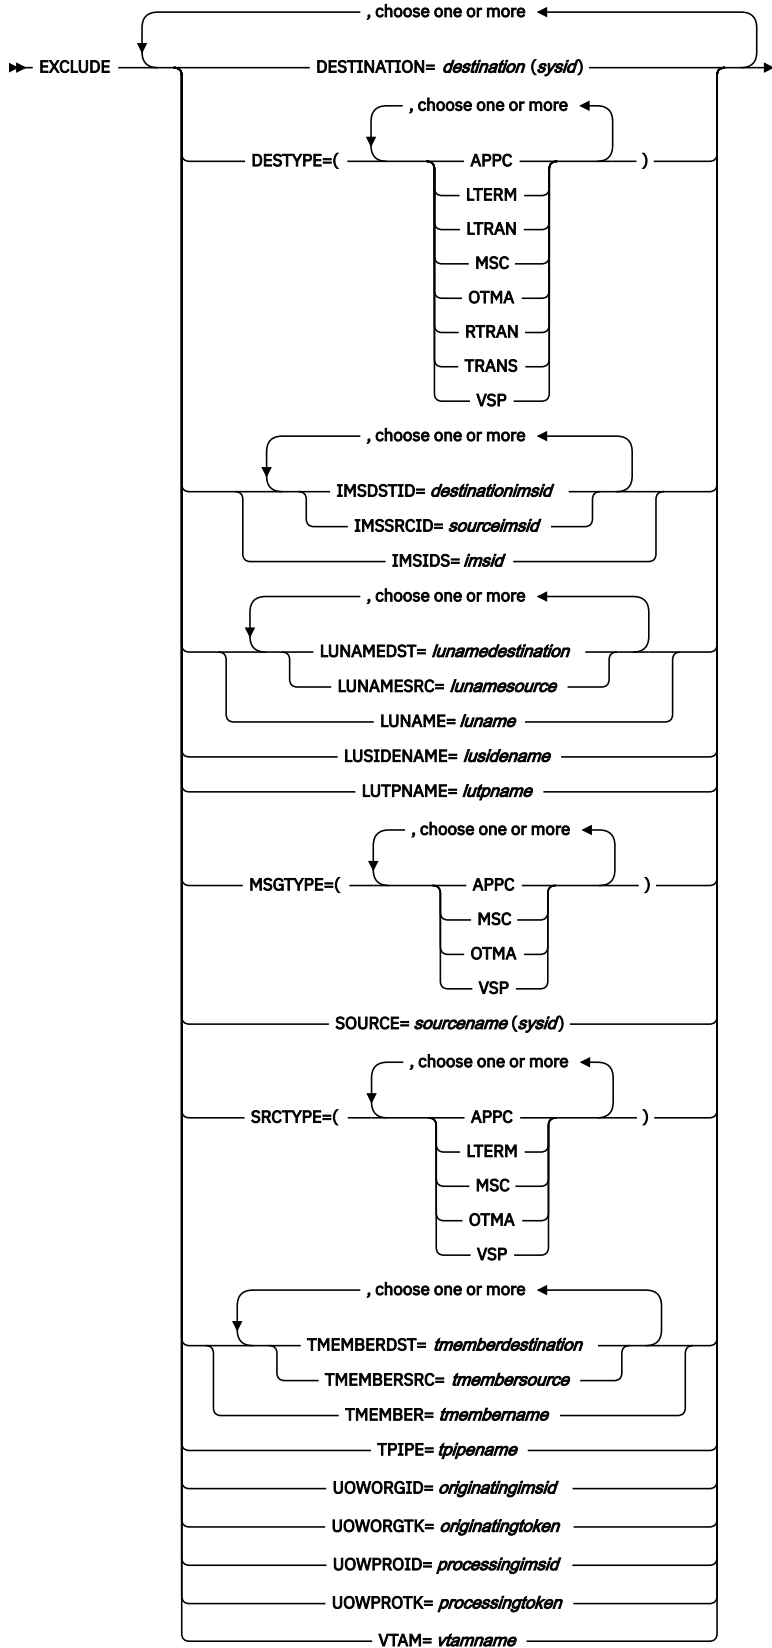 , choose one or more
EXCLUDE DESTINATION= destination (sysid)
, choose one or more
DESTYPE=( APPC )
LTERM
LTRAN
MSC
OTMA
RTRAN
TRANS
VSP
, choose one or more
IMSDSTID= destinationimsid
IMSSRCID= sourceimsid
IMSIDS= imsid
, choose one or more
LUNAMEDST= lunamedestination
LUNAMESRC= lunamesource
LUNAME= luname
LUSIDENAME= lusidename
LUTPNAME= lutpname
, choose one or more
MSGTYPE=( APPC )
MSC
OTMA
VSP
SOURCE= sourcename (sysid)
, choose one or more
SRCTYPE=( APPC )
LTERM
MSC
OTMA
VSP
, choose one or more
TMEMBERDST= tmemberdestination
TMEMBERSRC= tmembersource
TMEMBER= tmembername
TPIPE= tpipename
UOWORGID= originatingimsid
UOWORGTK= originatingtoken
UOWPROID= processingimsid
UOWPROTK= processingtoken
VTAM= vtamname